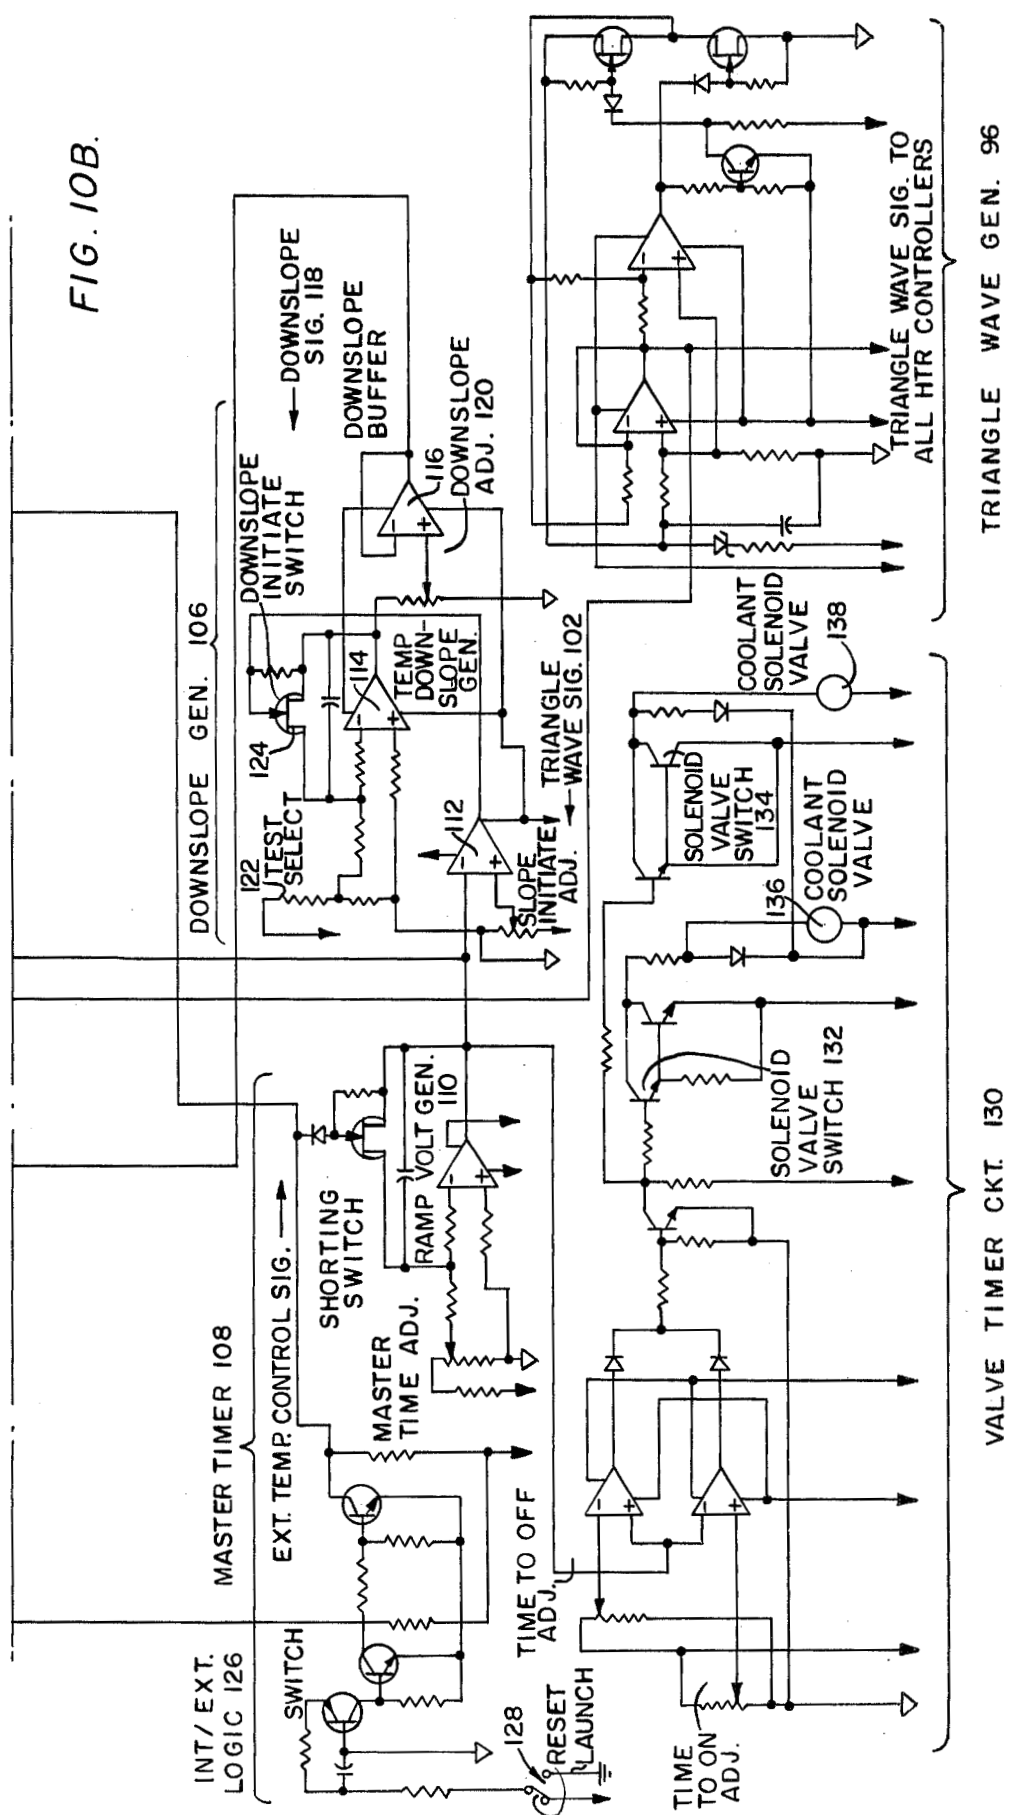 FIG. 10B.
DOWNSLOPE GEN. 106
← DOWNSLOPE
SIG. 118
DOWNSLOPE
INITIATE
SWITCH
DOWNSLOPE
BUFFER
124
122
TEST
SELECT
114
TEMP
DOWN-
SLOPE
GEN.
116
DOWNSLOPE
ADJ. 120
112
SLOPE
INITIATE
ADJ.
TRIANGLE
WAVE SIG. 102
TRIANGLE WAVE SIG. TO
ALL HTR CONTROLLERS
TRIANGLE WAVE GEN. 96
MASTER TIMER 108
EXT. TEMP. CONTROL SIG. →
SHORTING
SWITCH
RAMP VOLT GEN.
110
MASTER
TIME ADJ.
INT/EXT.
LOGIC 126
SWITCH
128
RESET
LAUNCH
TIME TO OFF
ADJ.
TIME
TO ON
ADJ.
SOLENOID
VALVE
SWITCH 132
SOLENOID
VALVE
SWITCH
134
136
COOLANT
SOLENOID
VALVE
COOLANT
SOLENOID
VALVE
138
VALVE TIMER CKT. 130